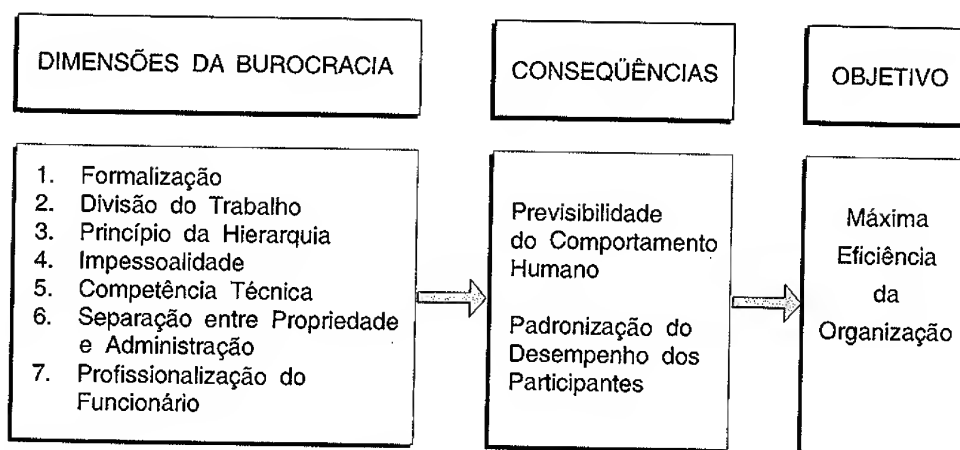 DIMENSÕES DA BUROCRACIA
CONSEQÜÊNCIAS
OBJETIVO
1. Formalização
2. Divisão do Trabalho
3. Princípio da Hierarquia
4. Impessoalidade
5. Competência Técnica
6. Separação entre Propriedade
e Administração
7. Profissionalização do
Funcionário
Previsibilidade
do Comportamento
Humano
Padronização do
Desempenho dos
Participantes
Máxima
Eficiência
da
Organização